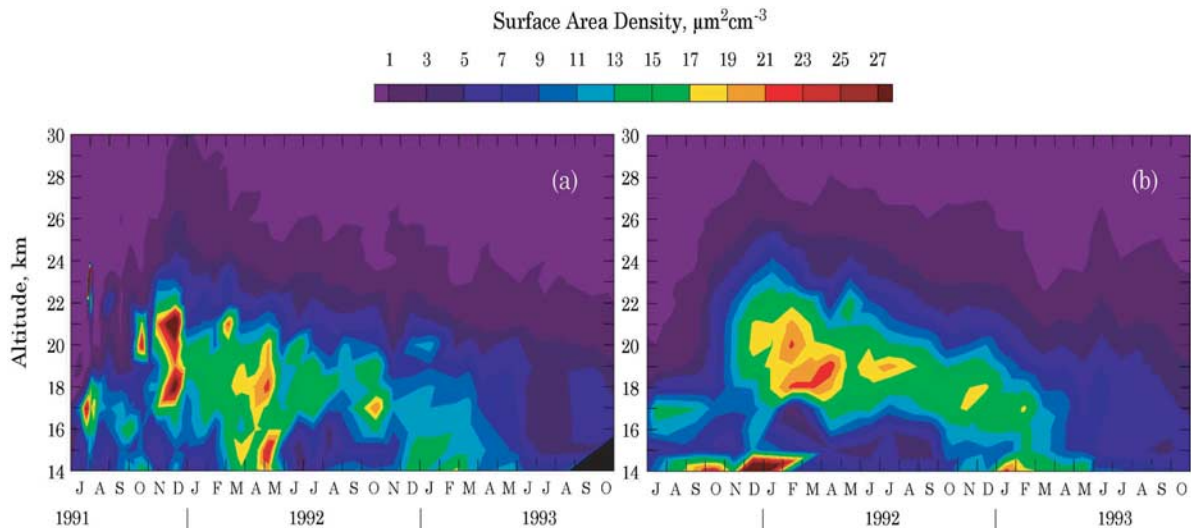 Surface Area Density, µm²cm⁻³
1 3 5 7 9 11 13 15 17 19 21 23 25 27
Altitude, km
30
28
26
24
22
20
18
16
14
(a)
J A S O N D J F M A M J J A S O N D J F M A M J J A S O
1991 1992 1993
30
28
26
24
22
20
18
16
14
(b)
J A S O N D J F M A M J J A S O N D J F M A M J J A S O
1992 1993